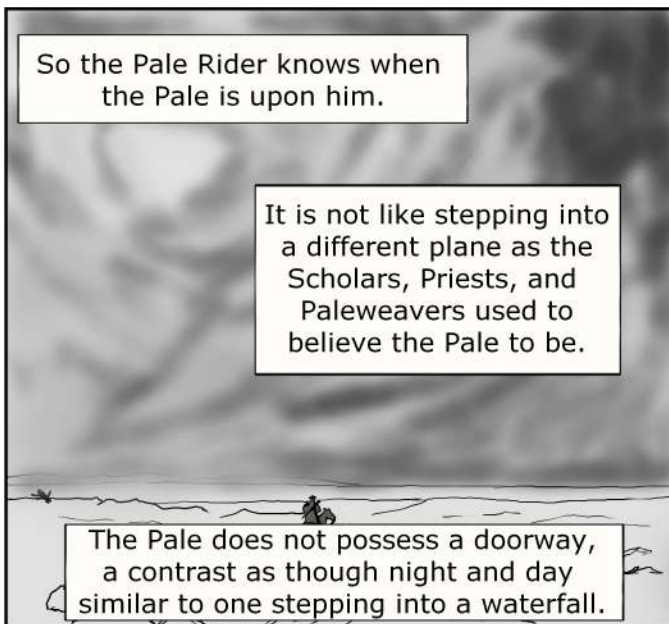 So the Pale Rider knows when
the Pale is upon him.
It is not like stepping into
a different plane as the
Scholars, Priests, and
Paleweavers used to
believe the Pale to be.
The Pale does not possess a doorway,
a contrast as though night and day
similar to one stepping into a waterfall.